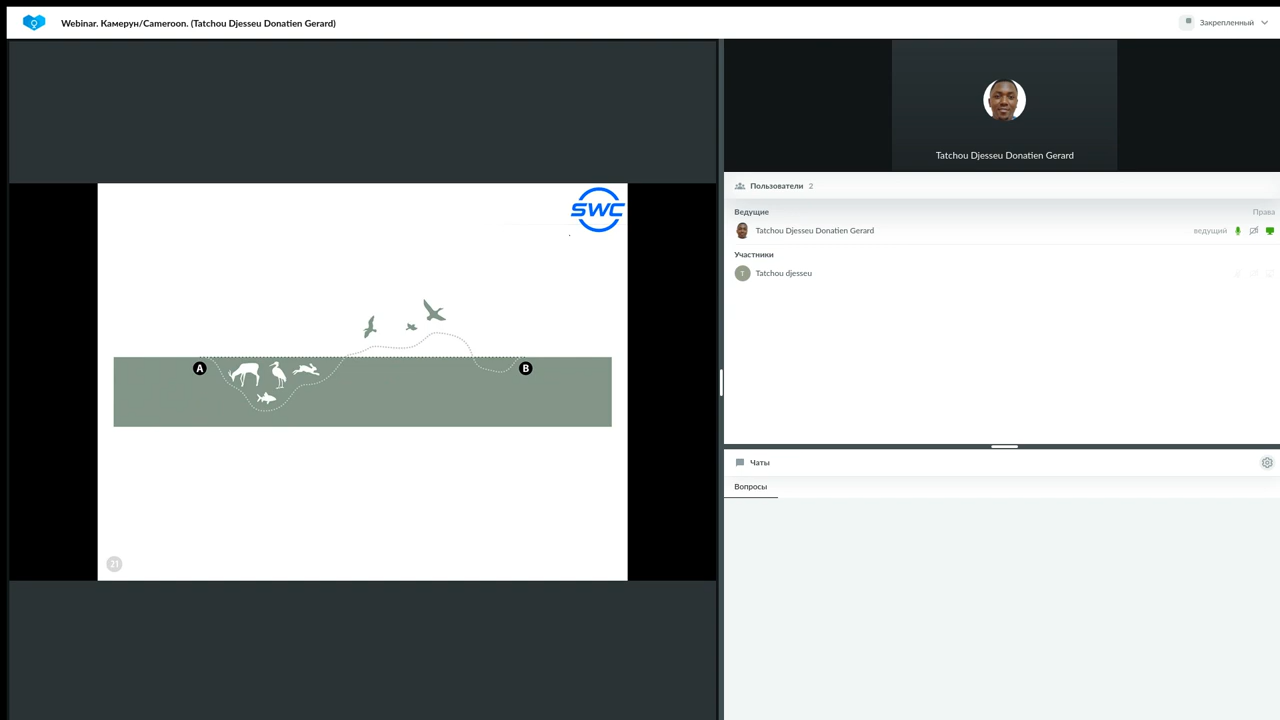 Webinar. Камерун/Cameroon. (Tatchou Djesseu Donatien Gerard)
Закрепленный
Tatchou Djesseu Donatien Gerard
Пользователи 2
Ведущие Права
Tatchou Djesseu Donatien Gerard ведущий
Участники
T Tatchou djesseu
Чаты
Вопросы
SWC
A B
21